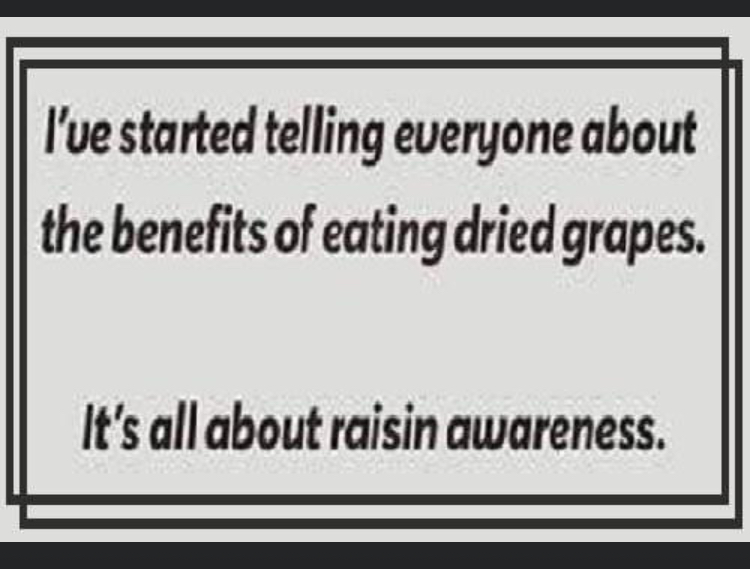 I've started telling everyone about
the benefits of eating dried grapes.
It's all about raisin awareness.